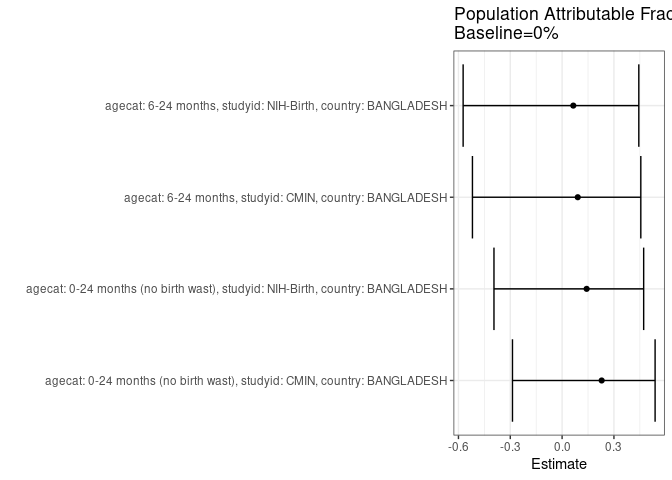 Population Attributable
Baseline=0%
agecat: 6-24 months, studyid: NIH-Birth, country: BANGLADESH
agecat: 6-24 months, studyid: CMIN, country: BANGLADESH
agecat: 0-24 months (no birth wast), studyid: NIH-Birth, country: BANGLADESH
agecat: 0-24 months (no birth wast), studyid: CMIN, country: BANGLADESH
-0.6 -0.3 0.0 0.3
Estimate